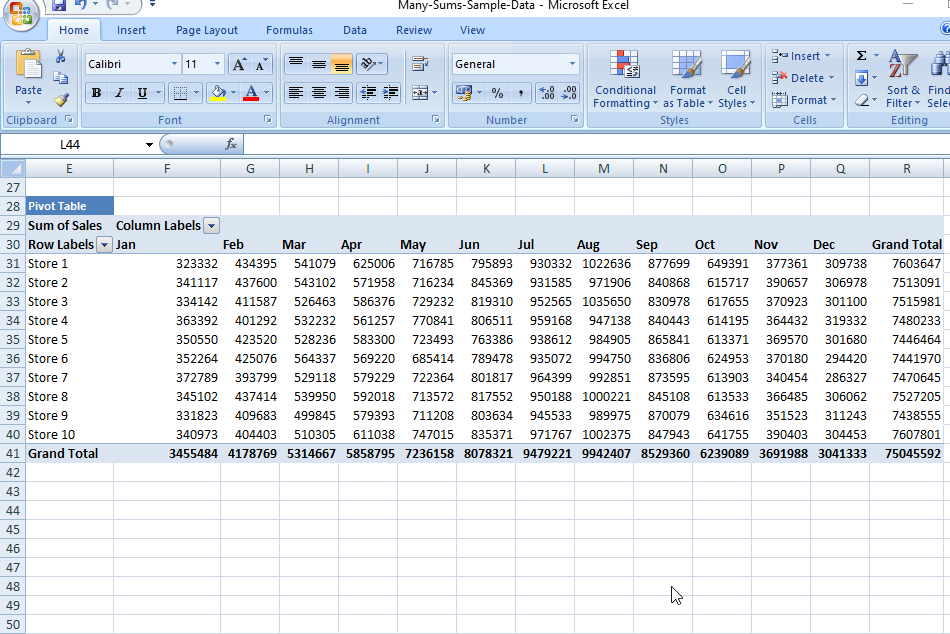 Many-Sums-Sample-Data - Microsoft Excel
Home Insert Page Layout Formulas Data Review View
Calibri 11 A A General Σ A Z
Insert
Paste B I U A % , .00 .0 Conditional Format Cell Delete Sort & Find
Formatting as Table Styles Format Filter Sele
Clipboard Font Alignment Number Styles Cells Editing
L44 fx
E F G H I J K L M N O P Q R
27
28 Pivot Table
29 Sum of Sales Column Labels
30 Row Labels Jan Feb Mar Apr May Jun Jul Aug Sep Oct Nov Dec Grand Total
31 Store 1 323332 434395 541079 625006 716785 795893 930332 1022636 877699 649391 377361 309738 7603647
32 Store 2 341117 437600 543102 571958 716234 845369 931585 971906 840868 615717 390657 306978 7513091
33 Store 3 334142 411587 526463 586376 729232 819310 952565 1035650 830978 617655 370923 301100 7515981
34 Store 4 363392 401292 532232 561257 770841 806511 959168 947138 840443 614195 364432 319332 7480233
35 Store 5 350550 423520 528236 583300 723493 763386 938612 984905 865841 613371 369570 301680 7446464
36 Store 6 352264 425076 564337 569220 685414 789478 935072 994750 836806 624953 370180 294420 7441970
37 Store 7 372789 393799 529118 579229 722364 801817 964399 992851 873595 613903 340454 286327 7470645
38 Store 8 345102 437414 539950 592018 713572 817552 950188 1000221 845108 613533 366485 306062 7527205
39 Store 9 331823 409683 499845 579393 711208 803634 945533 989975 870079 634616 351523 311243 7438555
40 Store 10 340973 404403 510305 611038 747015 835371 971767 1002375 847943 641755 390403 304453 7607801
41 Grand Total 3455484 4178769 5314667 5858795 7236158 8078321 9479221 9942407 8529360 6239089 3691988 3041333 75045592
42
43
44
45
46
47
48
49
50